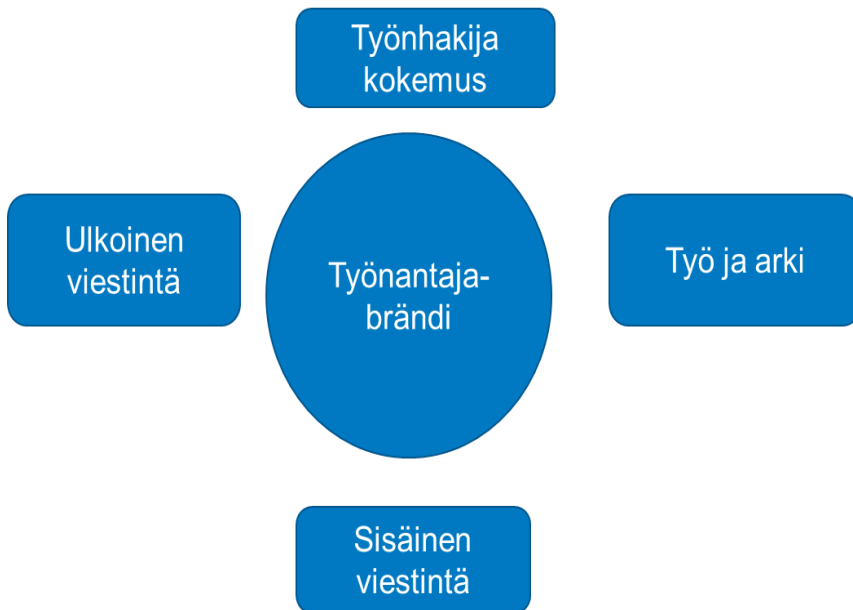 Työnhakija
kokemus
Ulkoinen
viestintä
Työnantaja-
brändi
Työ ja arki
Sisäinen
viestintä